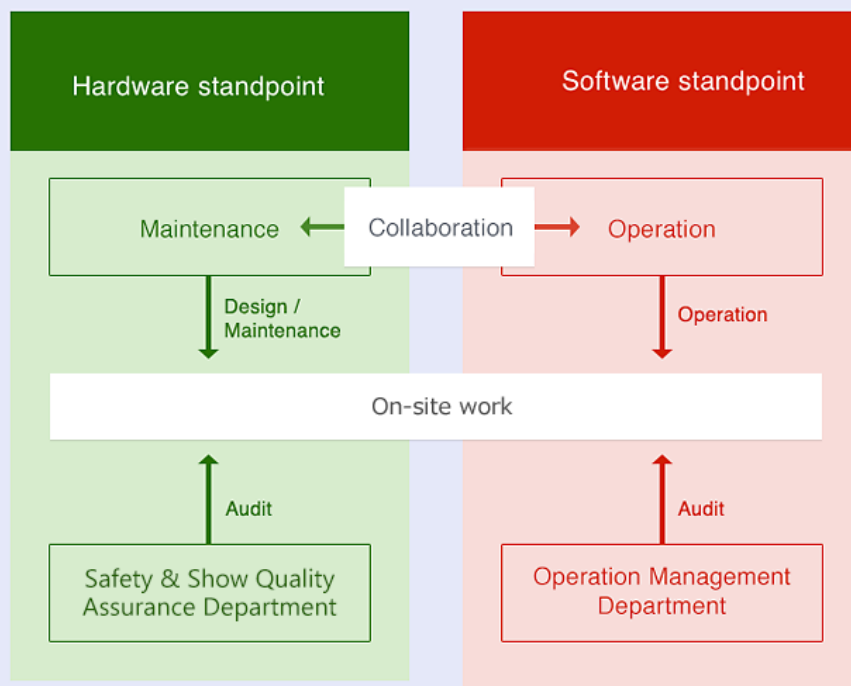 Hardware standpoint
Software standpoint
Maintenance
Collaboration
Operation
Design /
Maintenance
Operation
On-site work
Audit
Audit
Safety & Show Quality
Assurance Department
Operation Management
Department